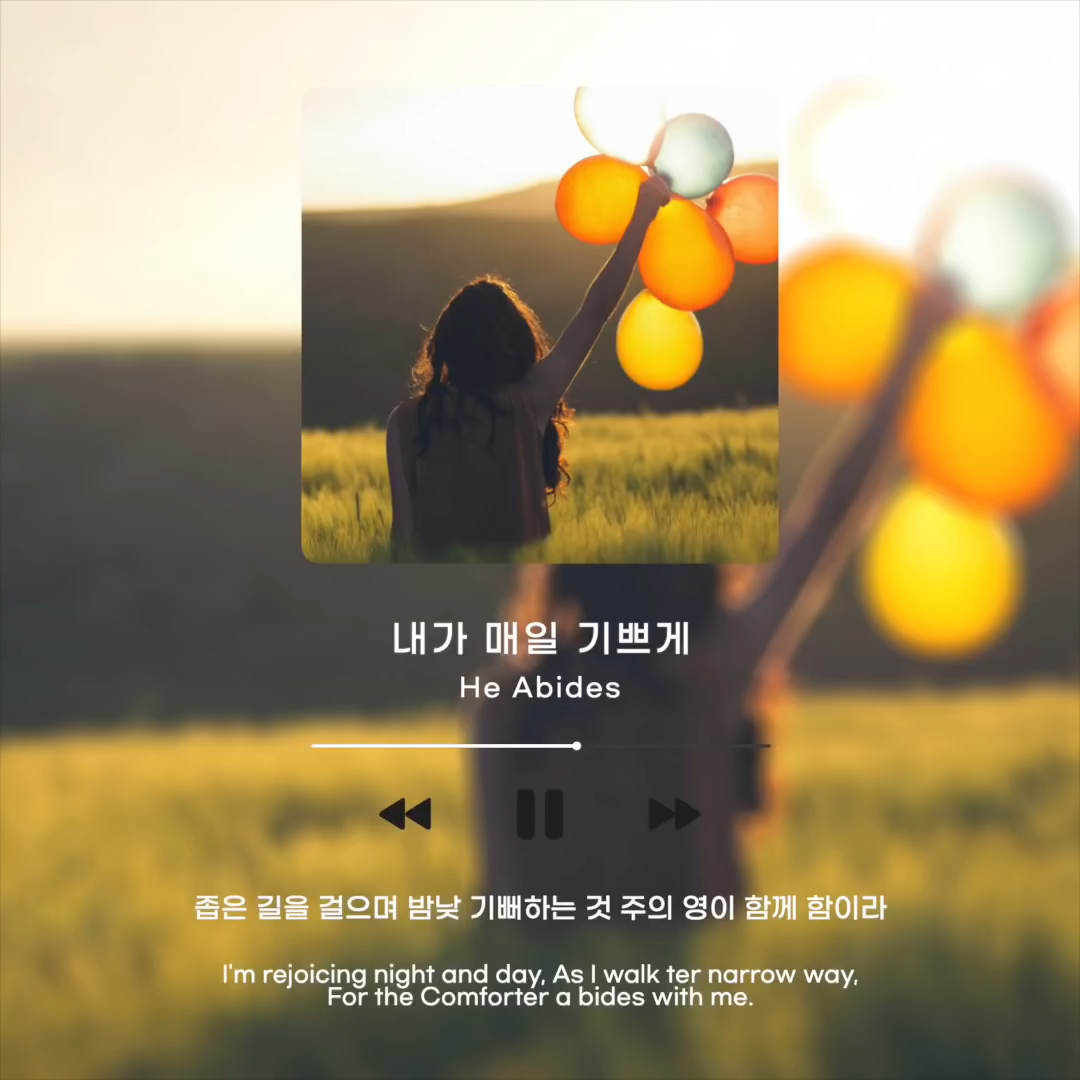 내가 매일 기쁘게
He Abides
좁은 길을 걸으며 밤낮 기뻐하는 것 주의 영이 함께 함이라
I'm rejoicing night and day, As I walk ter narrow way,
For the Comforter a bides with me.